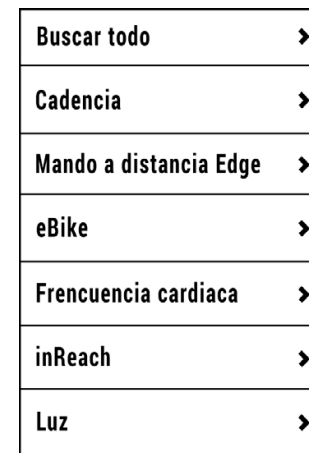 Buscar todo
Cadencia
Mando a distancia Edge
eBike
Frencuencia cardiaca
inReach
Luz